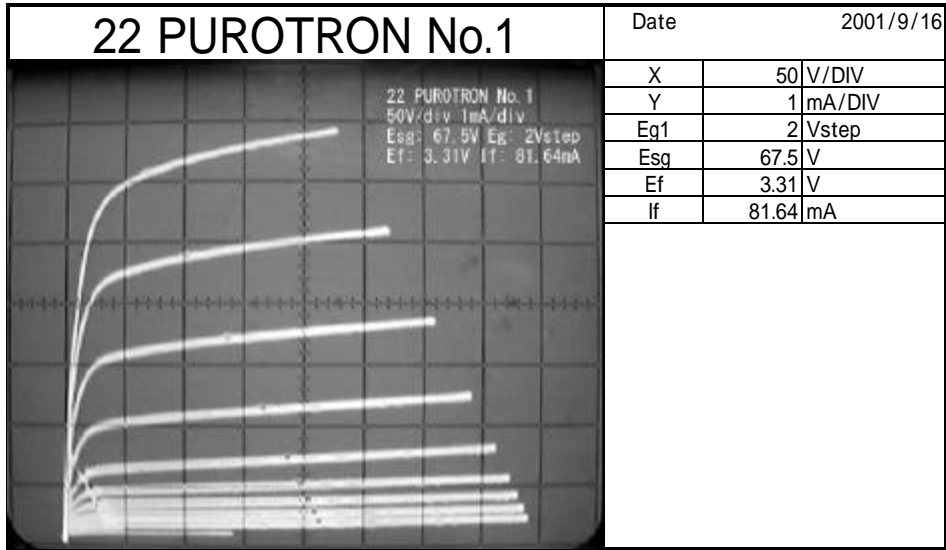 22 PUROTRON No.1
Date 2001/9/16
X 50 V/DIV
Y 1 mA/DIV
Eg1 2 Vstep
Esg 67.5 V
Ef 3.31 V
If 81.64 mA
22 PUROTRON No.1
50V/div 1mA/div
Esg: 67.5V Eg: 2Vstep
Ef: 3.31V If: 81.64mA